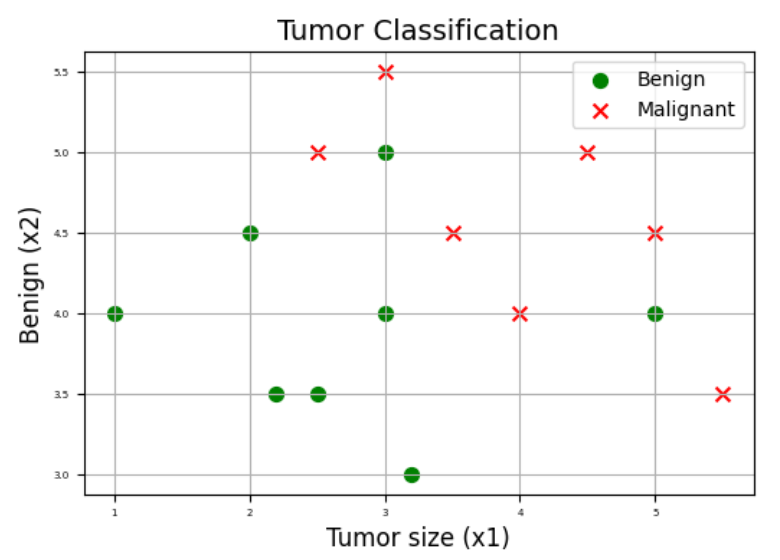 Tumor Classification
Benign
Malignant
5.5
5.0
4.5
4.0
3.5
3.0
Benign (x2)
1 2 3 4 5
Tumor size (x1)